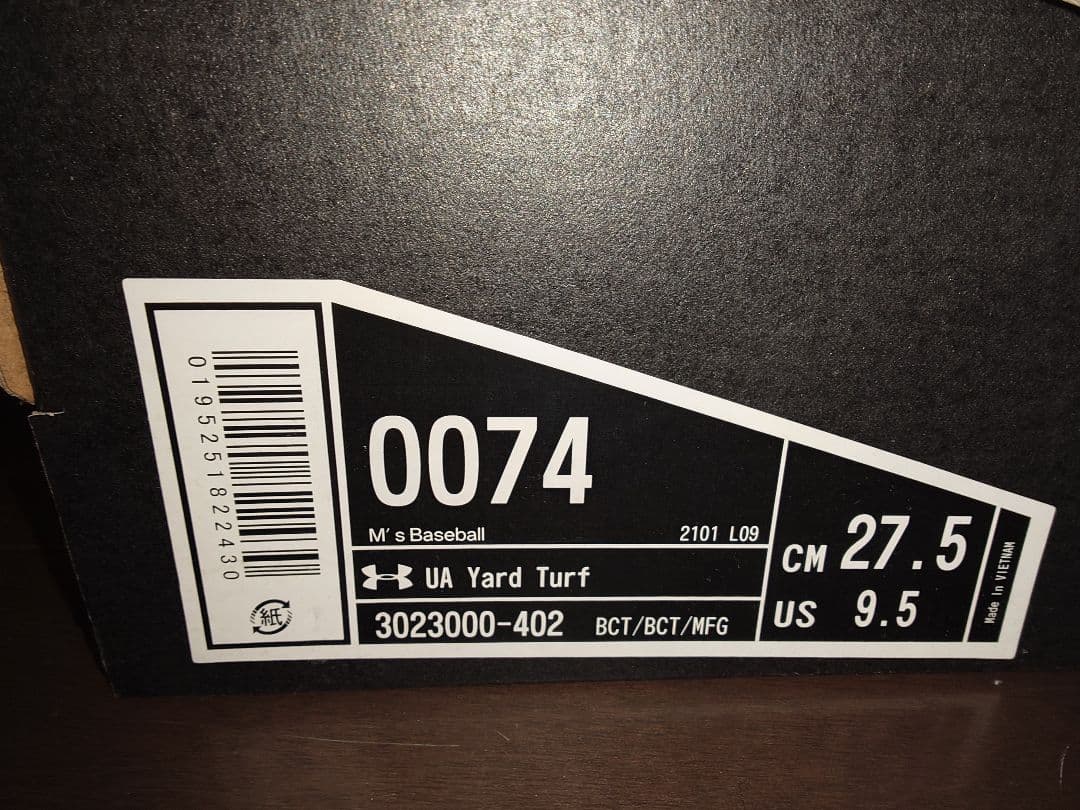 0195251822430
紙
0074
M's Baseball
2101 L09
UA Yard Turf
3023000-402 BCT/BCT/MFG
CM 27.5
US 9.5
Made in VIETNAM